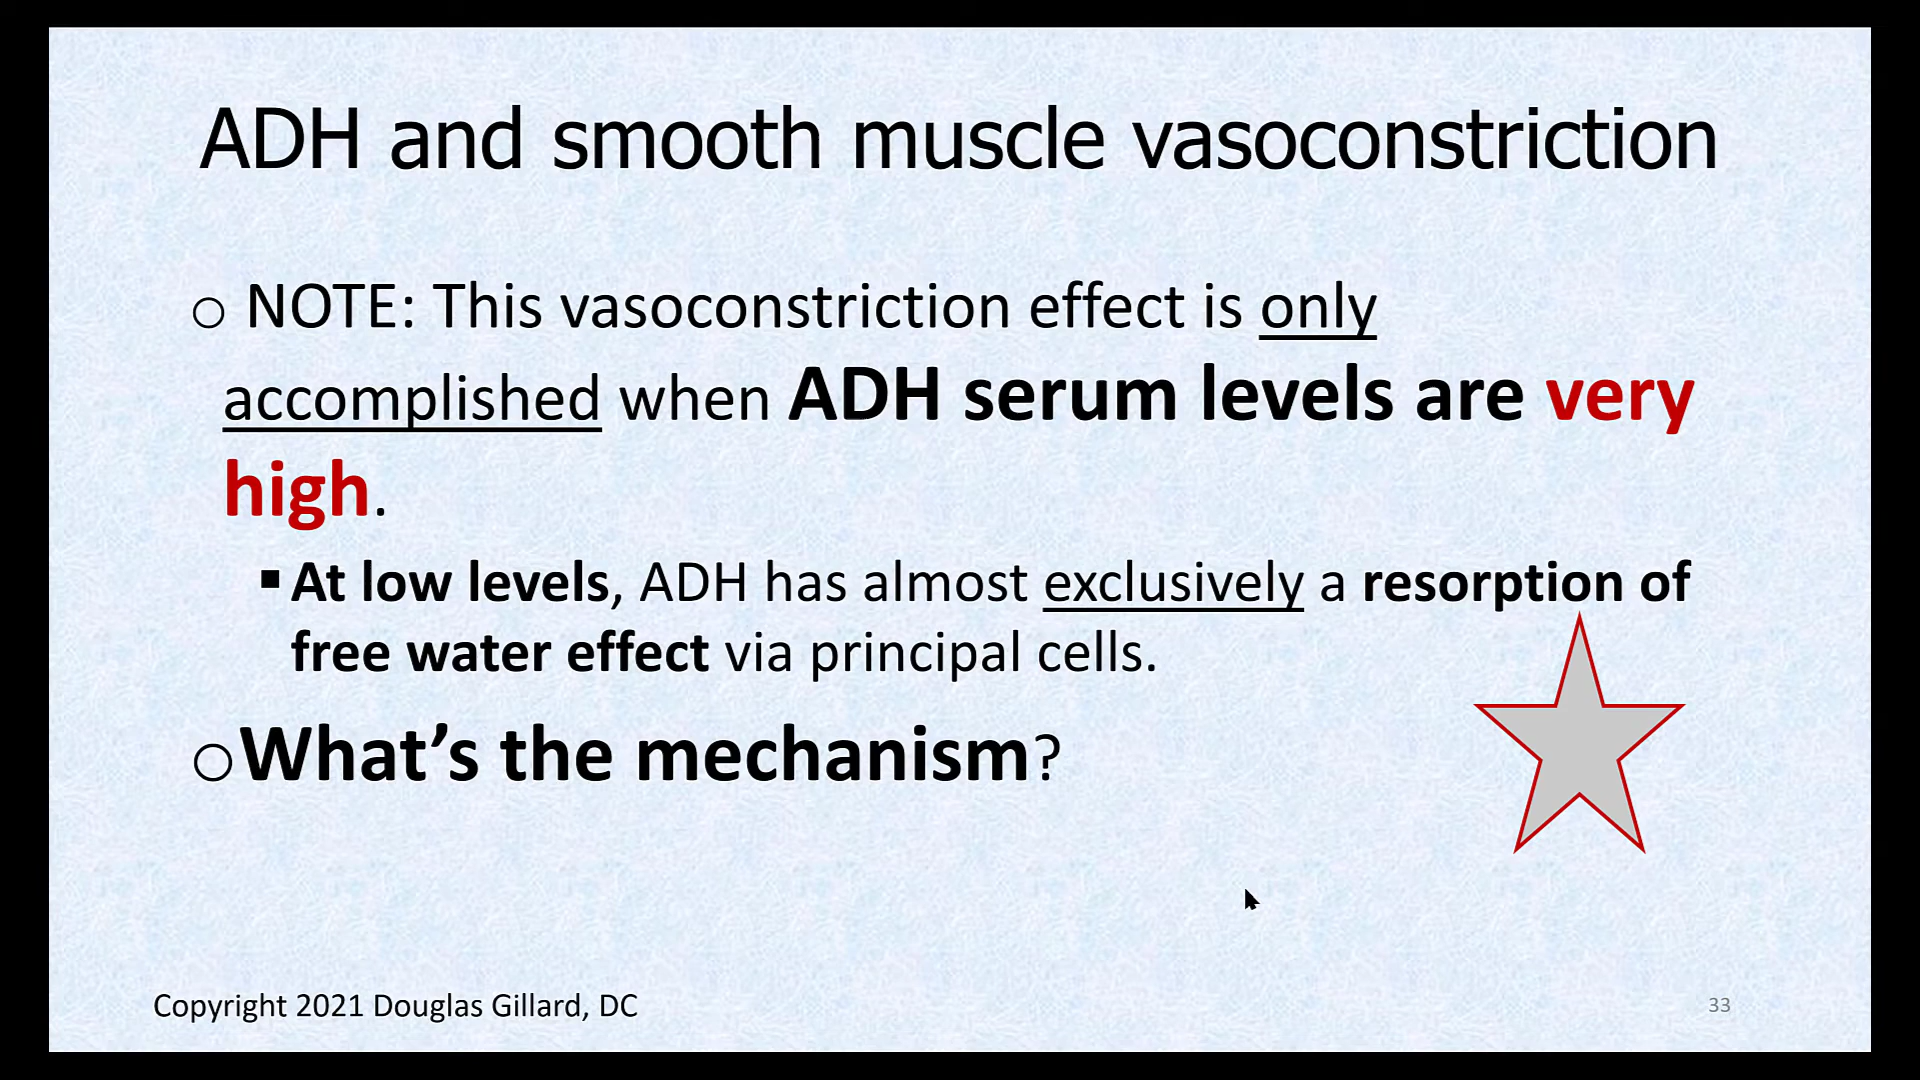 ADH and smooth muscle vasoconstriction
○ NOTE: This vasoconstriction effect is only
accomplished when ADH serum levels are very
high.
▪ At low levels, ADH has almost exclusively a resorption of
free water effect via principal cells.
○ What’s the mechanism?
Copyright 2021 Douglas Gillard, DC
33